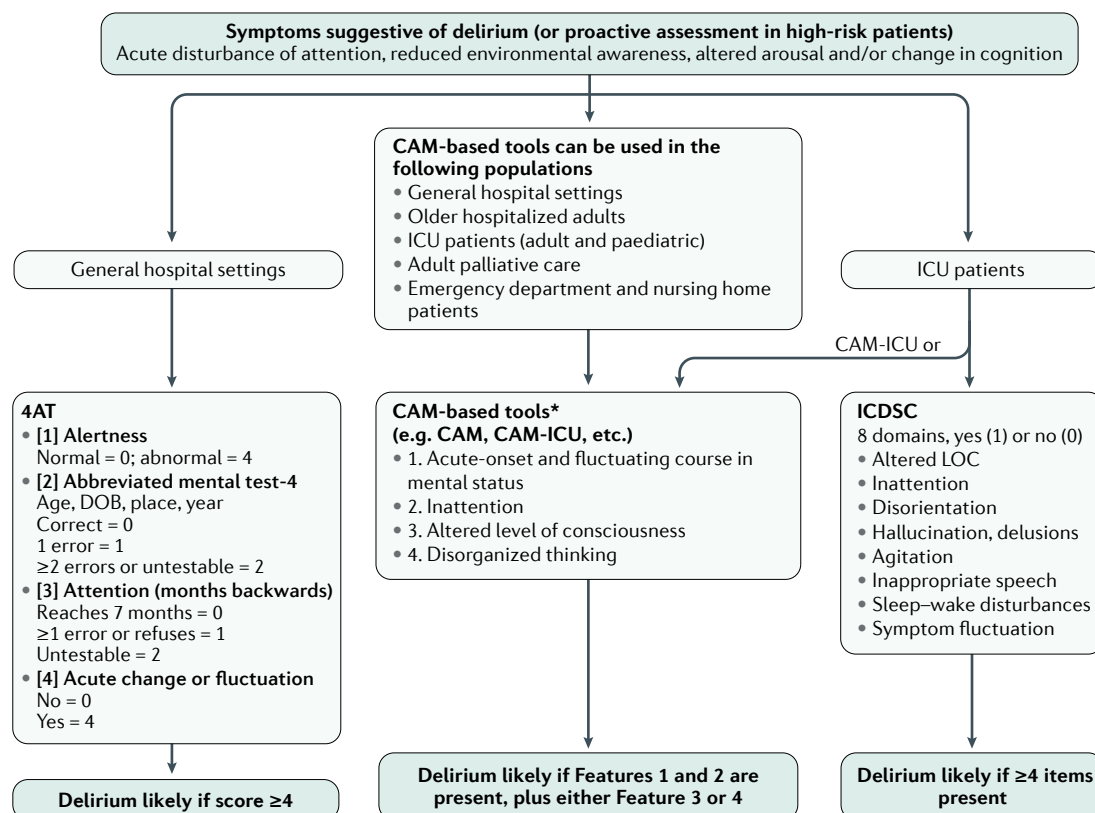 Symptoms suggestive of delirium (or proactive assessment in high-risk patients)
Acute disturbance of attention, reduced environmental awareness, altered arousal and/or change in cognition
General hospital settings
CAM-based tools can be used in the
following populations
• General hospital settings
• Older hospitalized adults
• ICU patients (adult and paediatric)
• Adult palliative care
• Emergency department and nursing home
patients
ICU patients
CAM-ICU or
4AT
• [1] Alertness
Normal = 0; abnormal = 4
• [2] Abbreviated mental test-4
Age, DOB, place, year
Correct = 0
1 error = 1
≥2 errors or untestable = 2
• [3] Attention (months backwards)
Reaches 7 months = 0
≥1 error or refuses = 1
Untestable = 2
• [4] Acute change or fluctuation
No = 0
Yes = 4
CAM-based tools*
(e.g. CAM, CAM-ICU, etc.)
• 1. Acute-onset and fluctuating course in
mental status
• 2. Inattention
• 3. Altered level of consciousness
• 4. Disorganized thinking
ICDSC
8 domains, yes (1) or no (0)
• Altered LOC
• Inattention
• Disorientation
• Hallucination, delusions
• Agitation
• Inappropriate speech
• Sleep–wake disturbances
• Symptom fluctuation
Delirium likely if score ≥4
Delirium likely if Features 1 and 2 are
present, plus either Feature 3 or 4
Delirium likely if ≥4 items
present